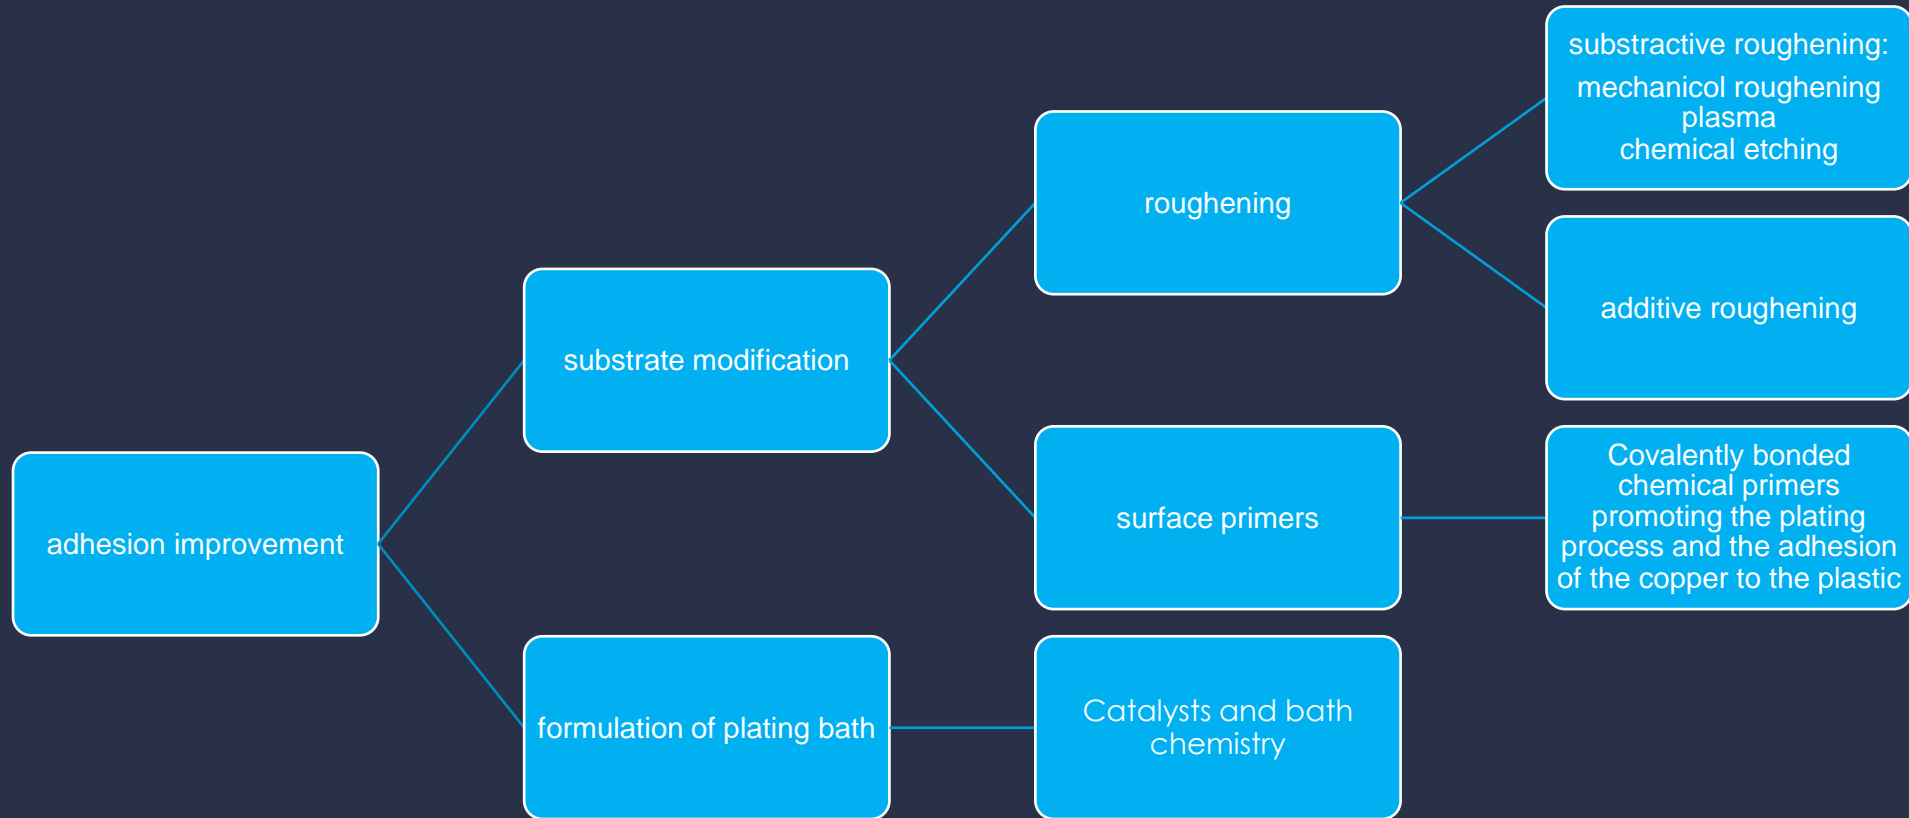 adhesion improvement
substrate modification
formulation of plating bath
roughening
surface primers
Catalysts and bath
chemistry
substractive roughening:
mechanicol roughening
plasma
chemical etching
additive roughening
Covalently bonded
chemical primers
promoting the plating
process and the adhesion
of the copper to the plastic